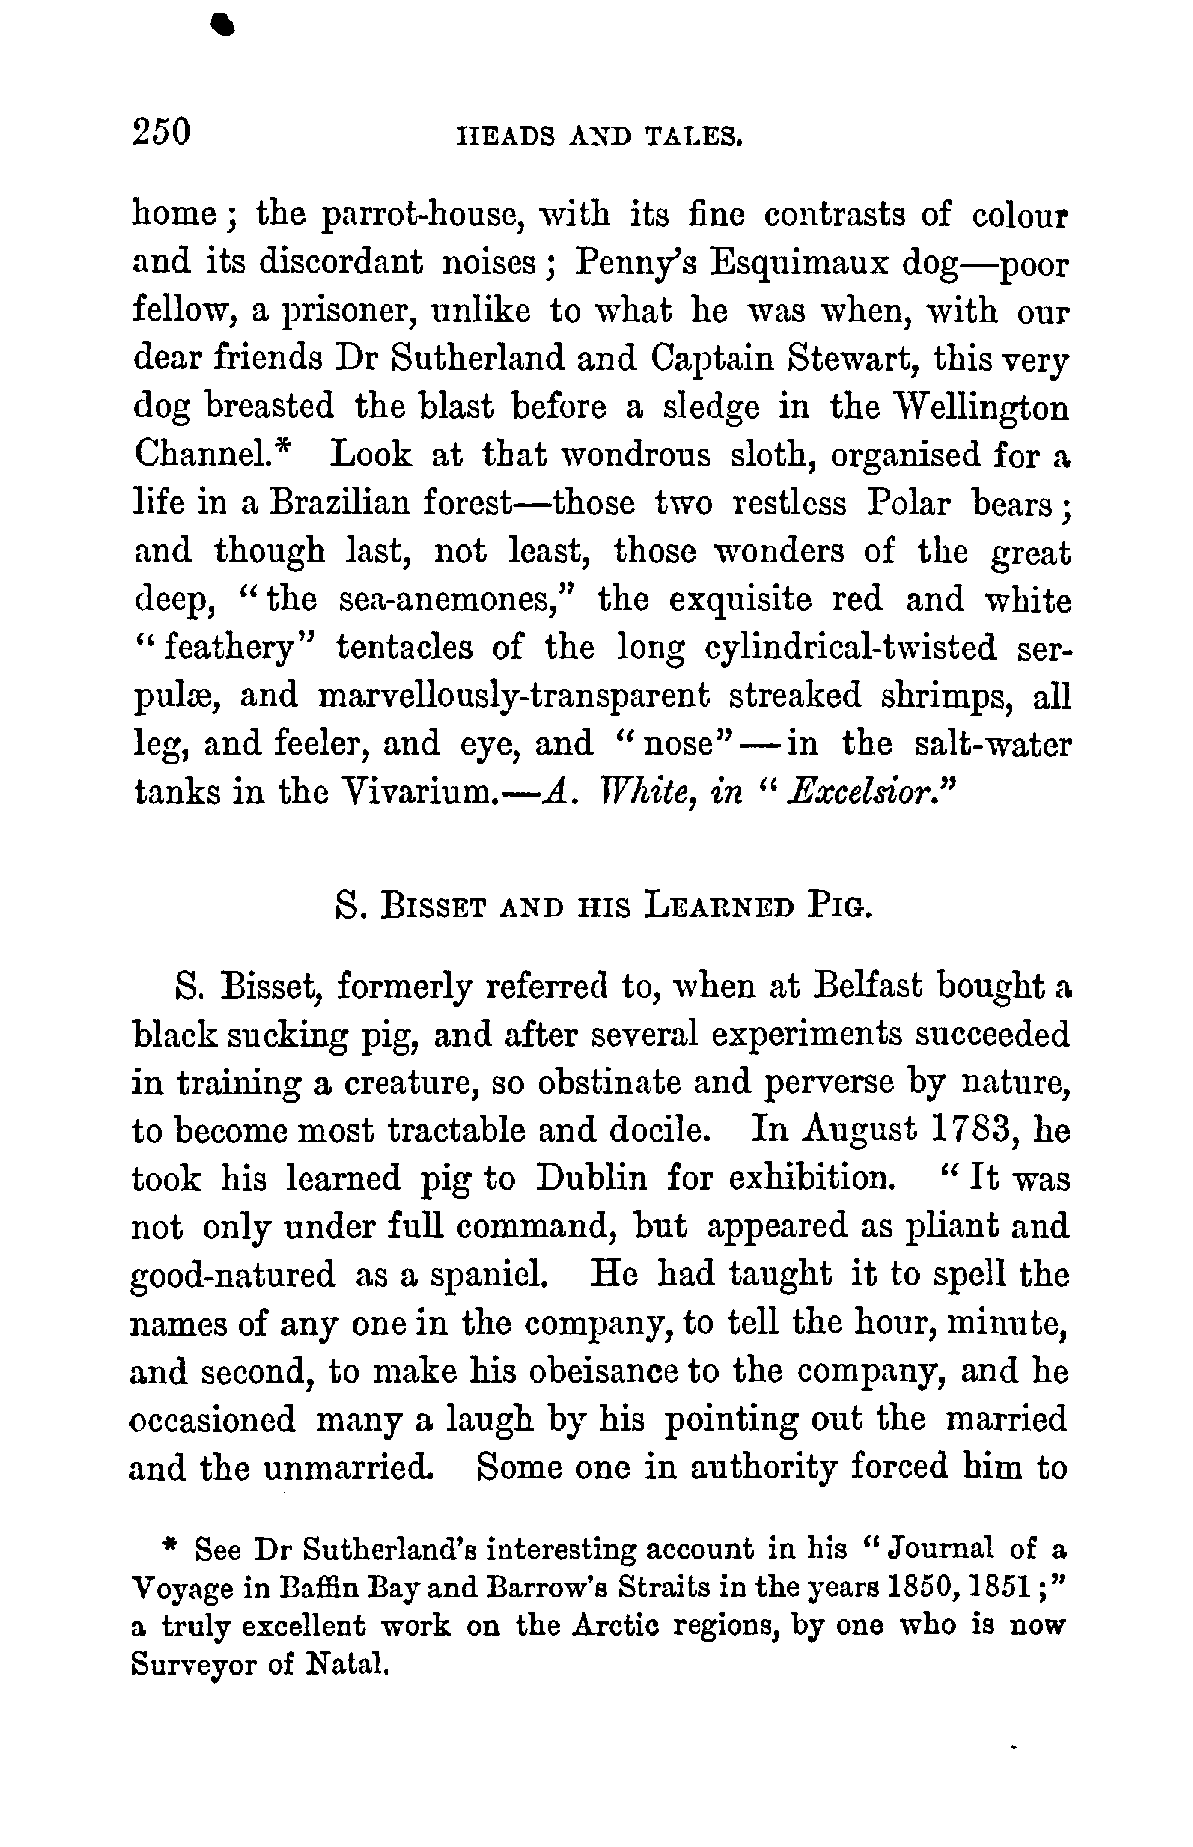 250 HEADS AND TALES.
home; the parrot-house, with its fine contrasts of colour
and its discordant noises; Penny's Esquimaux dog—poor
fellow, a prisoner, unlike to what he was when, with our
dear friends Dr Sutherland and Captain Stewart, this very
dog breasted the blast before a sledge in the Wellington
Channel.* Look at that wondrous sloth, organised for a
life in a Brazilian forest—those two restless Polar bears;
and though last, not least, those wonders of the great
deep, "the sea-anemones," the exquisite red and white
"feathery" tentacles of the long cylindrical-twisted ser-
pulæ, and marvellously-transparent streaked shrimps, all
leg, and feeler, and eye, and "nose"—in the salt-water
tanks in the Vivarium.—A. White, in "Excelsior."
S. BISSET AND HIS LEARNED PIG.
S. Bisset, formerly referred to, when at Belfast bought a
black sucking pig, and after several experiments succeeded
in training a creature, so obstinate and perverse by nature,
to become most tractable and docile. In August 1783, he
took his learned pig to Dublin for exhibition. "It was
not only under full command, but appeared as pliant and
good-natured as a spaniel. He had taught it to spell the
names of any one in the company, to tell the hour, minute,
and second, to make his obeisance to the company, and he
occasioned many a laugh by his pointing out the married
and the unmarried. Some one in authority forced him to
* See Dr Sutherland's interesting account in his "Journal of a
Voyage in Baffin Bay and Barrow's Straits in the years 1850, 1851;"
a truly excellent work on the Arctic regions, by one who is now
Surveyor of Natal.